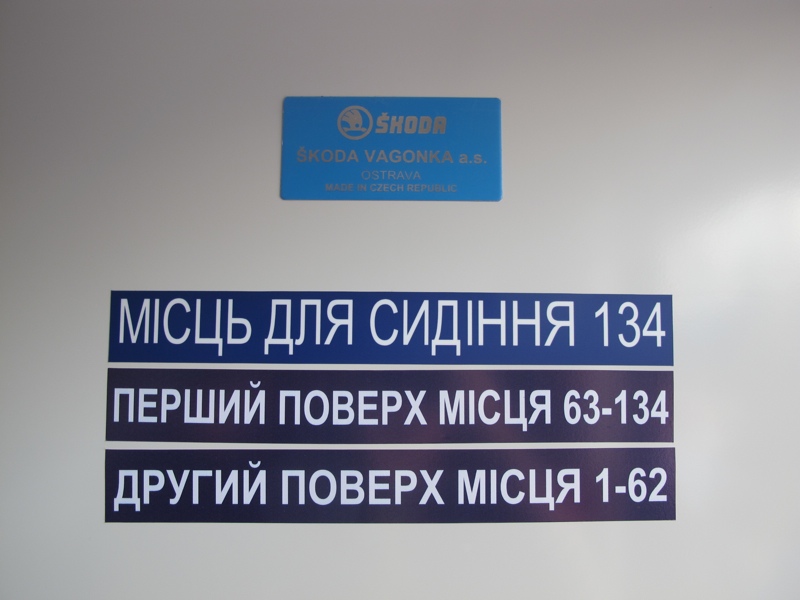 ŠKODA
ŠKODA VAGONKA a.s.
OSTRAVA
MADE IN CZECH REPUBLIC
МІСЦЬ ДЛЯ СИДІННЯ 134
ПЕРШИЙ ПОВЕРХ МІСЦЯ 63-134
ДРУГИЙ ПОВЕРХ МІСЦЯ 1-62